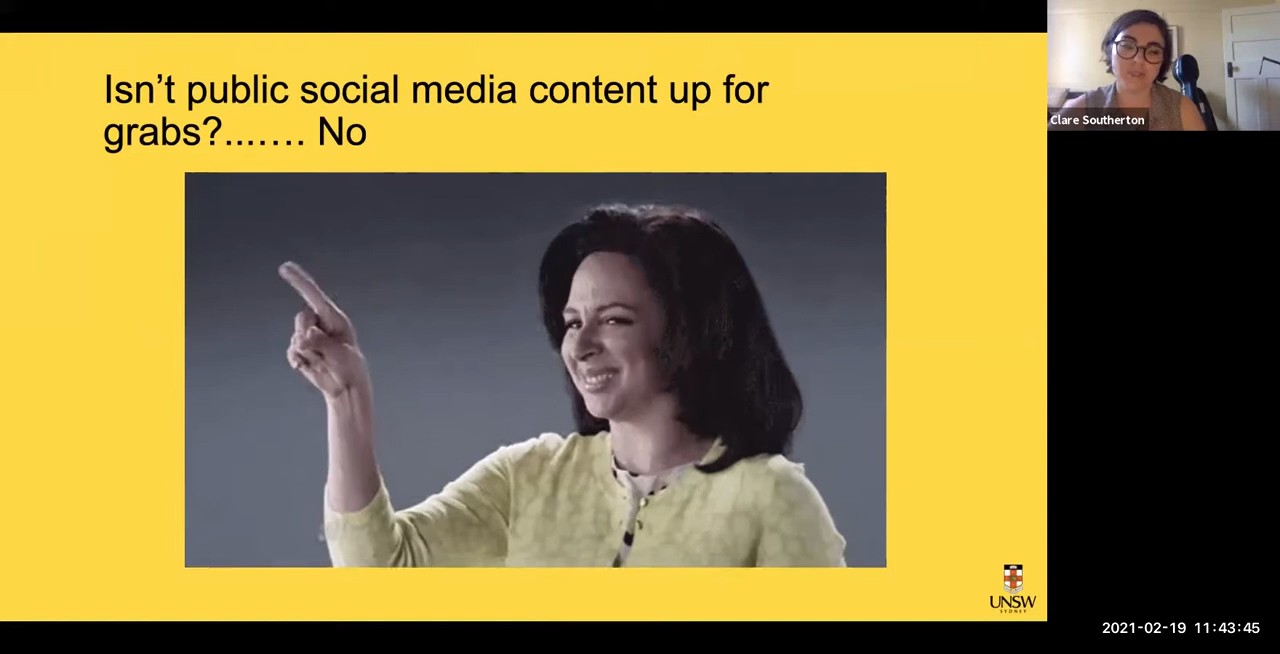 Isn’t public social media content up for
grabs?....... No
Clare Southerton
UNSW
SYDNEY
2021-02-19 11:43:45